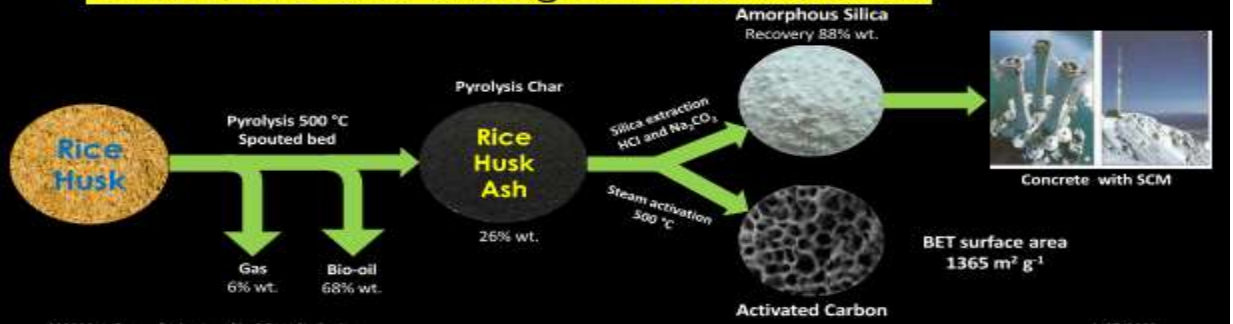 Amorphous Silica
Recovery 88% wt.
Pyrolysis Char
Pyrolysis 500 °C
Spouted bed
Rice
Husk
Rice
Husk
Ash
Silica extraction
HCl and Na₂CO₃
Steam activation
500 °C
26% wt.
Gas
6% wt.
Bio-oil
68% wt.
Concrete with SCM
BET surface area
1365 m² g⁻¹
Activated Carbon